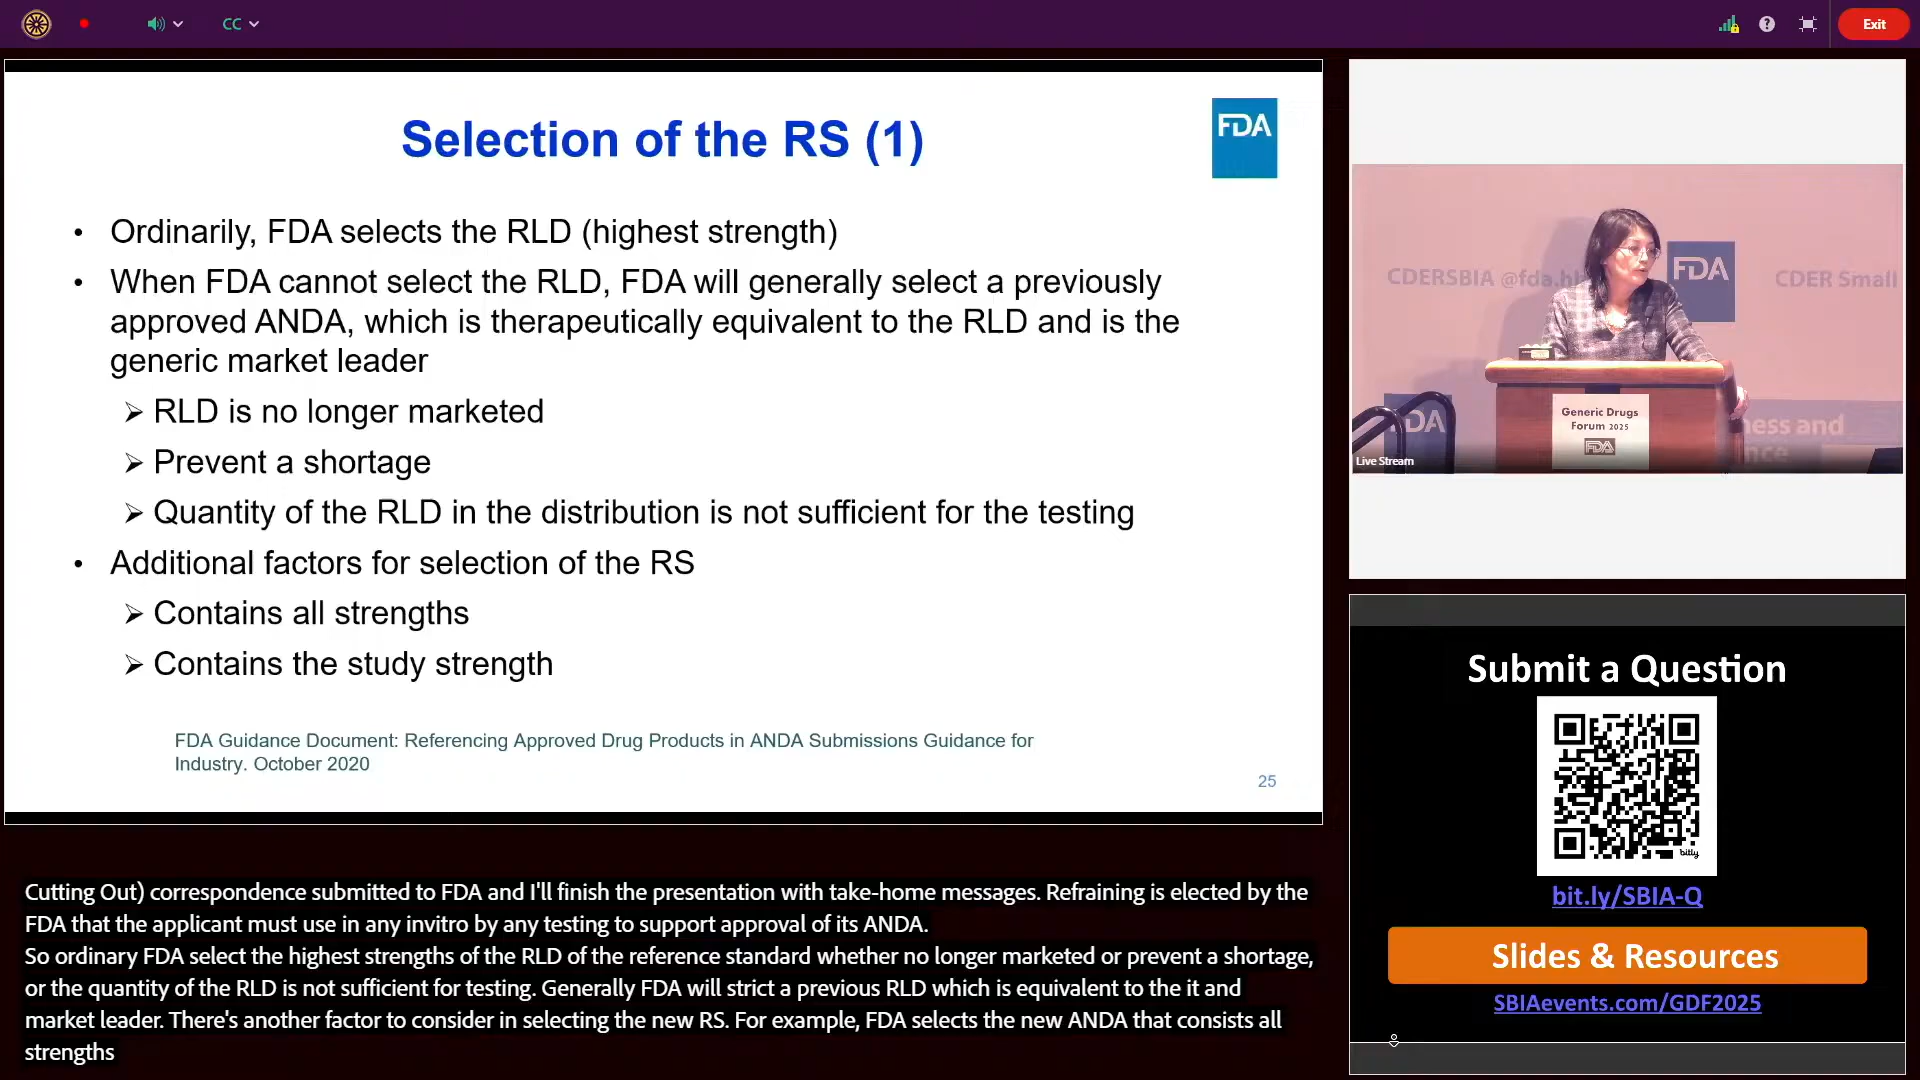 CC
Exit
Selection of the RS (1)
FDA
• Ordinarily, FDA selects the RLD (highest strength)
• When FDA cannot select the RLD, FDA will generally select a previously
approved ANDA, which is therapeutically equivalent to the RLD and is the
generic market leader
➢ RLD is no longer marketed
➢ Prevent a shortage
➢ Quantity of the RLD in the distribution is not sufficient for the testing
• Additional factors for selection of the RS
➢ Contains all strengths
➢ Contains the study strength
FDA Guidance Document: Referencing Approved Drug Products in ANDA Submissions Guidance for
Industry. October 2020
25
CDERSBIA @fda.hh
FDA
CDER Small
FDA
Generic Drugs
Forum 2025
FDA
ness and
nce
Live Stream
Submit a Question
bitly
bit.ly/SBIA-Q
Slides & Resources
SBIAevents.com/GDF2025
Cutting Out) correspondence submitted to FDA and I'll finish the presentation with take-home messages. Refraining is elected by the
FDA that the applicant must use in any invitro by any testing to support approval of its ANDA.
So ordinary FDA select the highest strengths of the RLD of the reference standard whether no longer marketed or prevent a shortage,
or the quantity of the RLD is not sufficient for testing. Generally FDA will strict a previous RLD which is equivalent to the it and
market leader. There's another factor to consider in selecting the new RS. For example, FDA selects the new ANDA that consists all
strengths